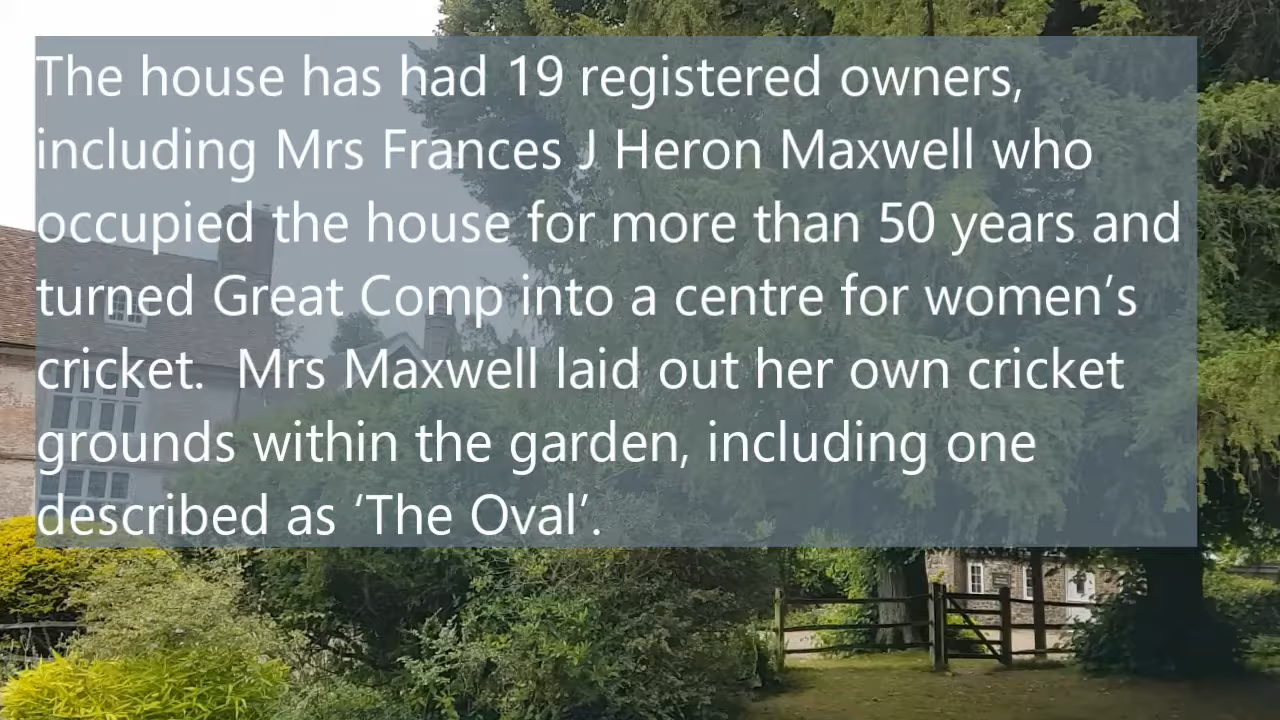 The house has had 19 registered owners,
including Mrs Frances J Heron Maxwell who
occupied the house for more than 50 years and
turned Great Comp into a centre for women’s
cricket.  Mrs Maxwell laid out her own cricket
grounds within the garden, including one
described as ‘The Oval’.